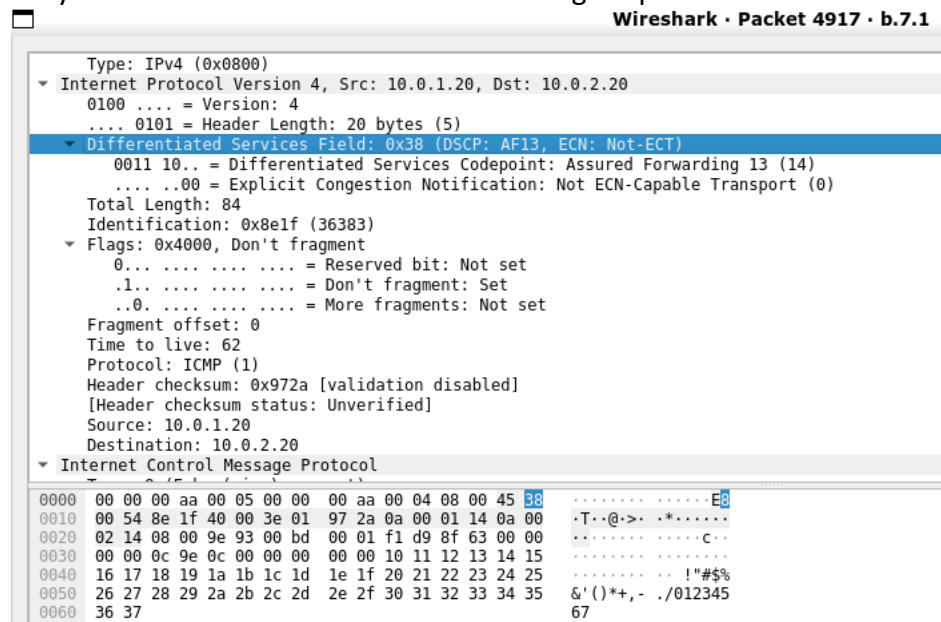 Wireshark · Packet 4917 · b.7.1
Type: IPv4 (0x0800)
Internet Protocol Version 4, Src: 10.0.1.20, Dst: 10.0.2.20
0100 .... = Version: 4
.... 0101 = Header Length: 20 bytes (5)
Differentiated Services Field: 0x38 (DSCP: AF13, ECN: Not-ECT)
0011 10.. = Differentiated Services Codepoint: Assured Forwarding 13 (14)
.... ..00 = Explicit Congestion Notification: Not ECN-Capable Transport (0)
Total Length: 84
Identification: 0x8e1f (36383)
Flags: 0x4000, Don't fragment
0... .... .... .... = Reserved bit: Not set
.1.. .... .... .... = Don't fragment: Set
..0. .... .... .... = More fragments: Not set
Fragment offset: 0
Time to live: 62
Protocol: ICMP (1)
Header checksum: 0x972a [validation disabled]
[Header checksum status: Unverified]
Source: 10.0.1.20
Destination: 10.0.2.20
Internet Control Message Protocol
0000 00 00 00 aa 00 05 00 00 00 aa 00 04 08 00 45 38 ········ ······E8
0010 00 54 8e 1f 40 00 3e 01 97 2a 0a 00 01 14 0a 00 ·T··@·>· ·*······
0020 02 14 08 00 9e 93 00 bd 00 01 f1 d9 8f 63 00 00 ········ ·····c··
0030 00 00 0c 9e 0c 00 00 00 00 00 10 11 12 13 14 15 ········ ········
0040 16 17 18 19 1a 1b 1c 1d 1e 1f 20 21 22 23 24 25 ········ ·· !"#$%
0050 26 27 28 29 2a 2b 2c 2d 2e 2f 30 31 32 33 34 35 &'()*+,- ./012345
0060 36 37 67